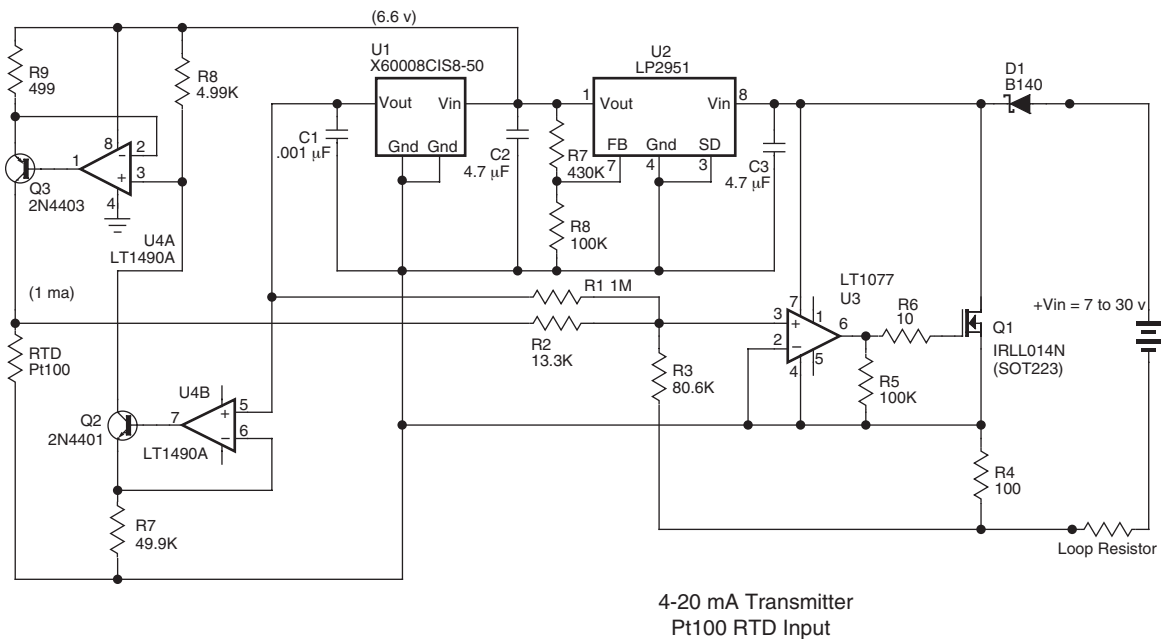 (6.6 v)
R9
499
R8
4.99K
U1
X60008CIS8-50
Vout
Vin
Gnd
Gnd
C1
.001 µF
C2
4.7 µF
U2
LP2951
1
Vout
Vin
8
FB
Gnd
SD
7
4
3
R7
430K
R8
100K
C3
4.7 µF
D1
B140
1
8
2
3
4
–
+
Q3
2N4403
U4A
LT1490A
(1 ma)
R1 1M
R2
13.3K
R3
80.6K
LT1077
U3
7
1
3
+
2
–
6
4
5
R6
10
R5
100K
Q1
IRLL014N
(SOT223)
+Vin = 7 to 30 v
RTD
Pt100
U4B
5
+
6
–
7
LT1490A
Q2
2N4401
R7
49.9K
R4
100
Loop Resistor
4-20 mA Transmitter
Pt100 RTD Input